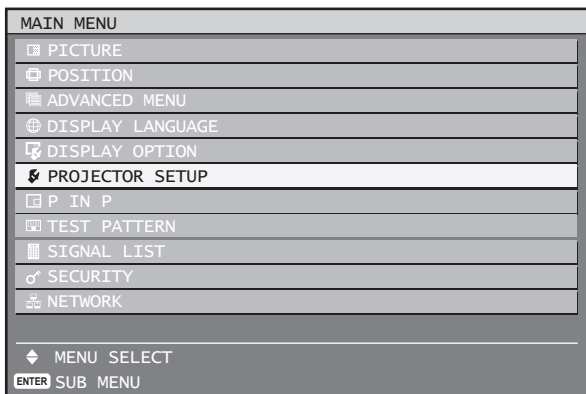 MAIN MENU
PICTURE
POSITION
ADVANCED MENU
DISPLAY LANGUAGE
DISPLAY OPTION
PROJECTOR SETUP
P IN P
TEST PATTERN
SIGNAL LIST
SECURITY
NETWORK
MENU SELECT
ENTER SUB MENU